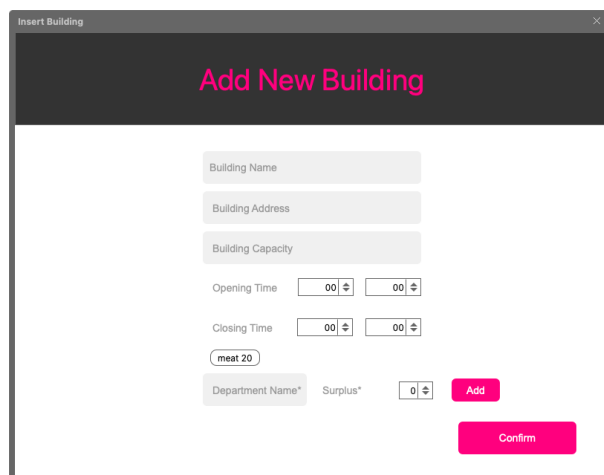 Insert Building
Add New Building
Building Name
Building Address
Building Capacity
Opening Time 00 00
Closing Time 00 00
meat 20
Department Name* Surplus* 0 Add
Confirm